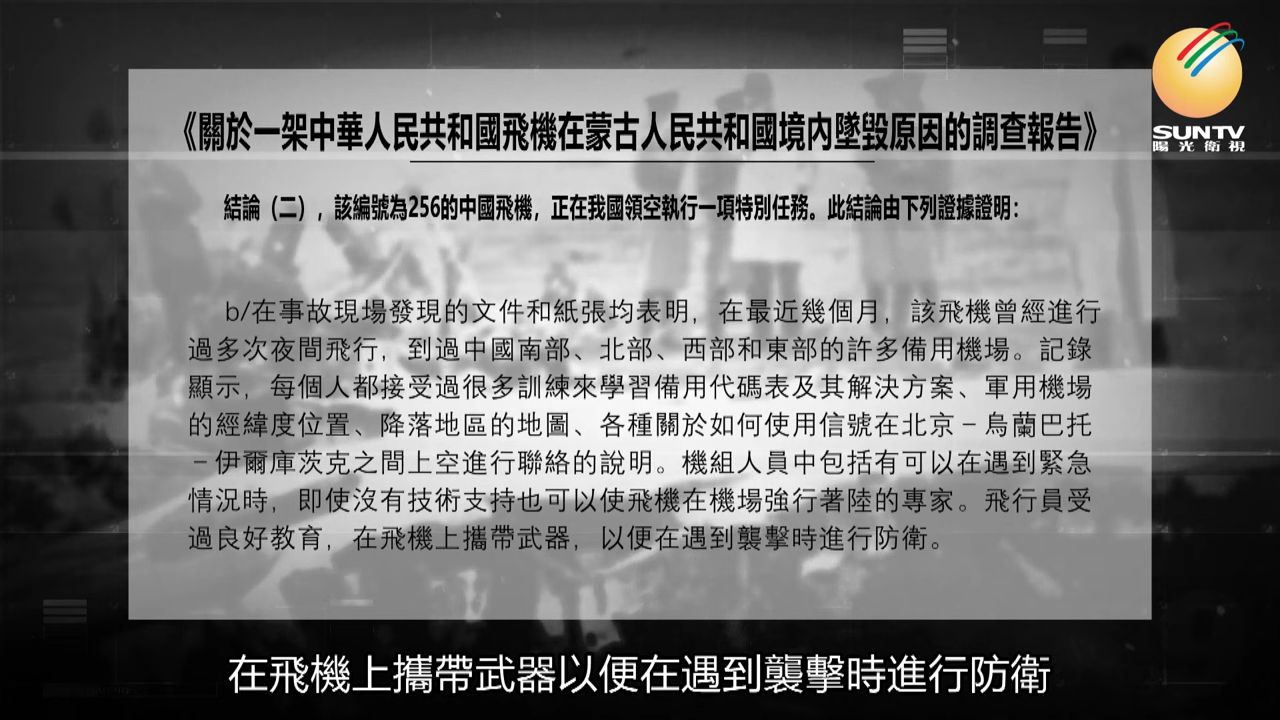 SUNTV
陽光衛視
《關於一架中華人民共和國飛機在蒙古人民共和國境內墜毀原因的調查報告》
結論（二）, 該編號為256的中國飛機, 正在我國領空執行一項特別任務。此結論由下列證據證明:
b/在事故現場發現的文件和紙張均表明, 在最近幾個月, 該飛機曾經進行
過多次夜間飛行, 到過中國南部、北部、西部和東部的許多備用機場。記錄
顯示, 每個人都接受過很多訓練來學習備用代碼表及其解決方案、軍用機場
的經緯度位置、降落地區的地圖、各種關於如何使用信號在北京–烏蘭巴托
–伊爾庫茨克之間上空進行聯絡的說明。機組人員中包括有可以在遇到緊急
情況時, 即使沒有技術支持也可以使飛機在機場強行著陸的專家。飛行員受
過良好教育, 在飛機上攜帶武器, 以便在遇到襲擊時進行防衛。
在飛機上攜帶武器以便在遇到襲擊時進行防衛